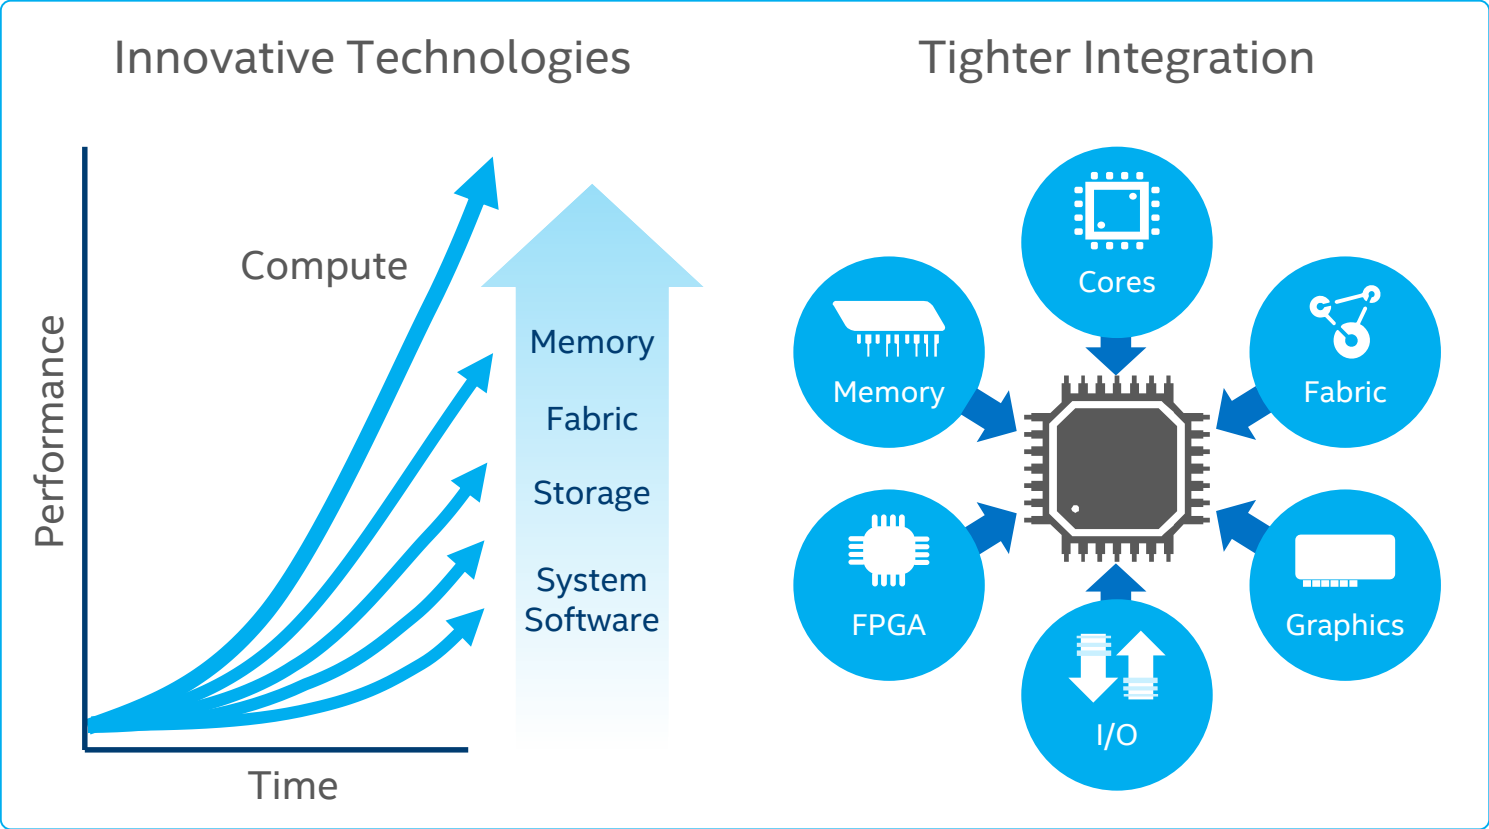 Innovative Technologies
Performance
Compute
Memory
Fabric
Storage
System
Software
Time
Tighter Integration
Cores
Memory
Fabric
FPGA
Graphics
I/O